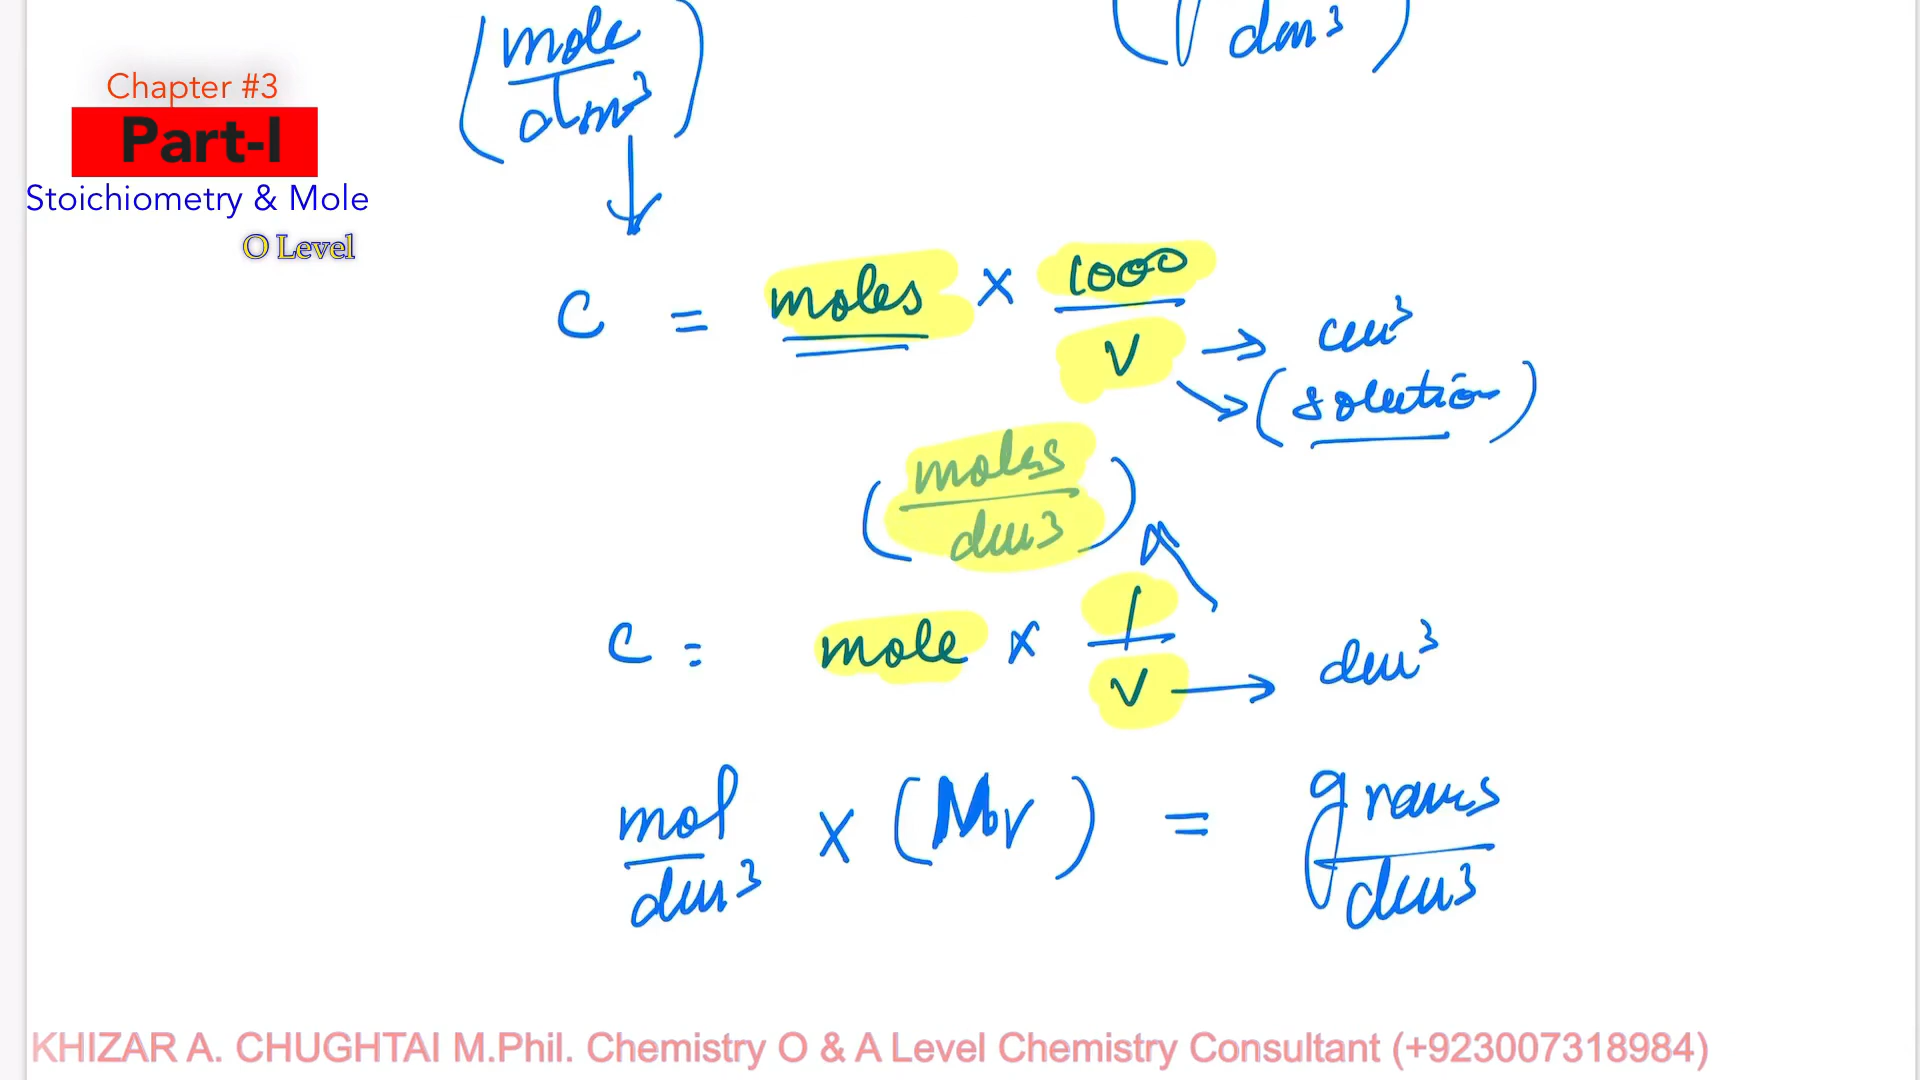 mole
dm³
dm³
Chapter #3
Part-I
Stoichiometry & Mole
O Level
C = moles × 1000
V → cm³
→ (solution)
(moles
dm3)
C = mole × 1
V → dm³
mol × (Mr) = grams
dm³ dm3
KHIZAR A. CHUGHTAI M.Phil. Chemistry O & A Level Chemistry Consultant (+923007318984)